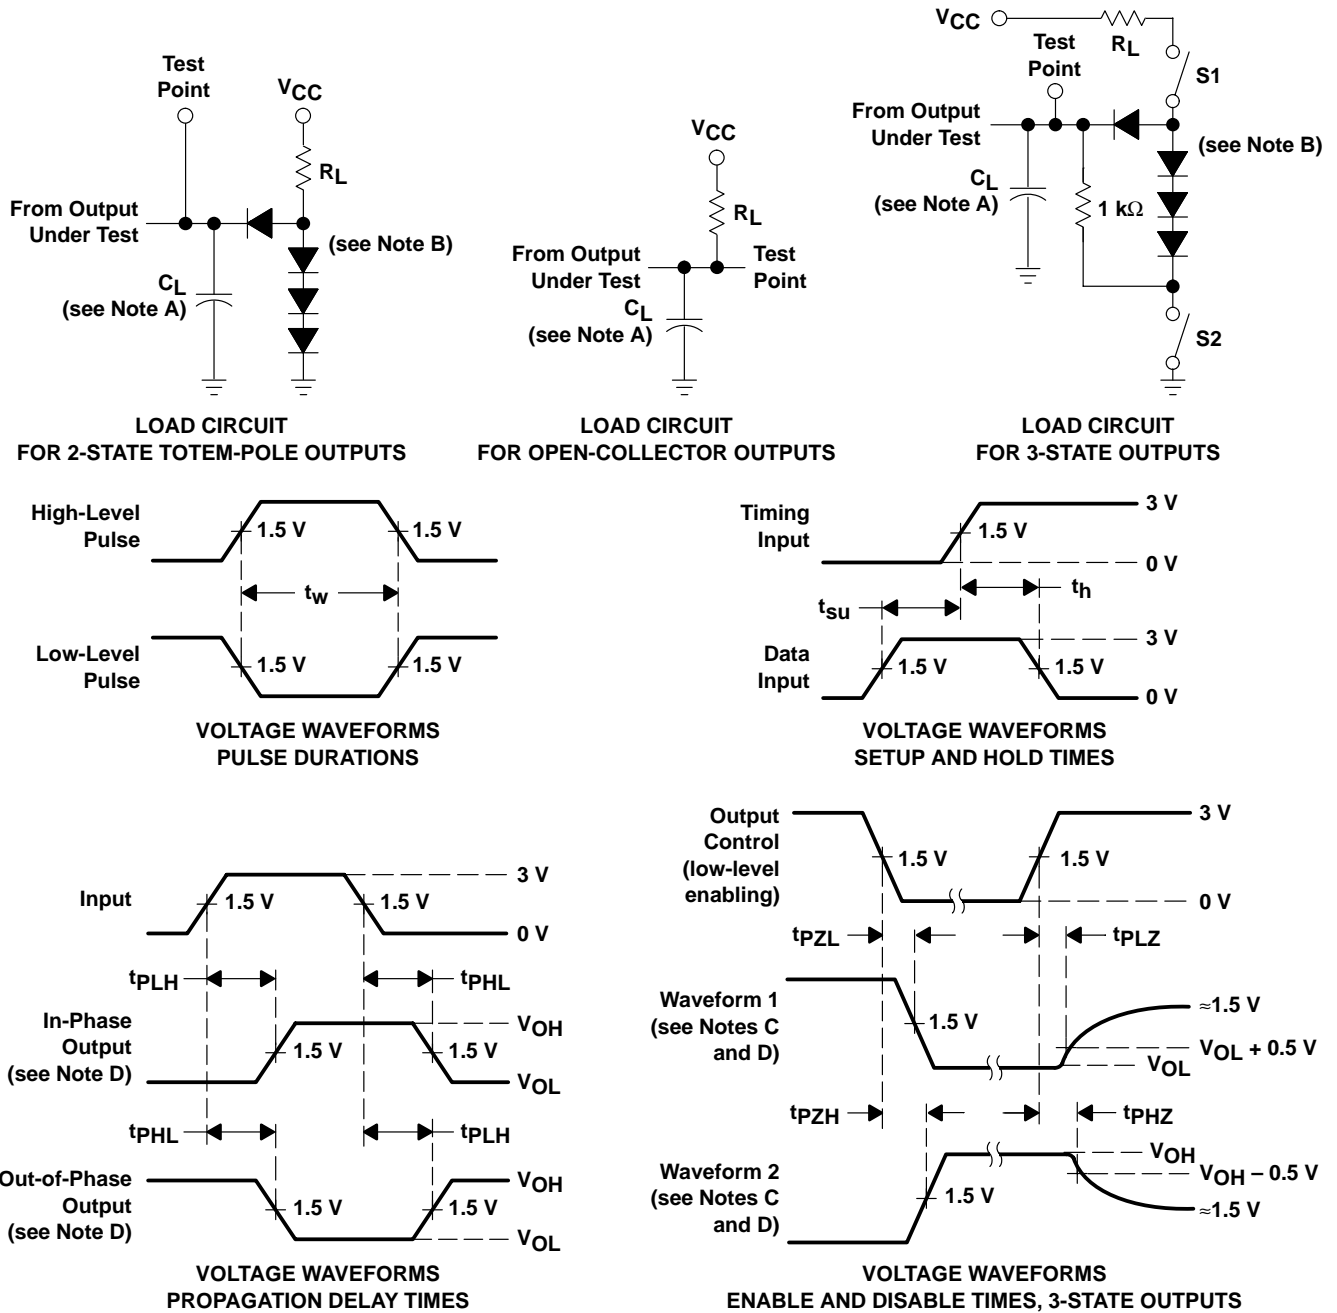 Test
Point
VCC
RL
From Output
Under Test
(see Note B)
CL
(see Note A)
LOAD CIRCUIT
FOR 2-STATE TOTEM-POLE OUTPUTS
VCC
RL
From Output
Under Test
Test
Point
CL
(see Note A)
LOAD CIRCUIT
FOR OPEN-COLLECTOR OUTPUTS
VCC
RL
Test
Point
S1
From Output
Under Test
(see Note B)
CL
(see Note A)
1 kΩ
S2
LOAD CIRCUIT
FOR 3-STATE OUTPUTS
High-Level
Pulse
1.5 V
1.5 V
tw
Low-Level
Pulse
1.5 V
1.5 V
VOLTAGE WAVEFORMS
PULSE DURATIONS
Timing
Input
1.5 V
3 V
0 V
th
tsu
Data
Input
1.5 V
1.5 V
3 V
0 V
VOLTAGE WAVEFORMS
SETUP AND HOLD TIMES
Input
1.5 V
1.5 V
3 V
0 V
tPLH
tPHL
In-Phase
Output
(see Note D)
1.5 V
1.5 V
VOH
VOL
tPHL
tPLH
Out-of-Phase
Output
(see Note D)
1.5 V
1.5 V
VOH
VOL
VOLTAGE WAVEFORMS
PROPAGATION DELAY TIMES
Output
Control
(low-level
enabling)
1.5 V
1.5 V
3 V
0 V
tPZL
tPLZ
Waveform 1
(see Notes C
and D)
1.5 V
≈1.5 V
VOL + 0.5 V
VOL
tPZH
tPHZ
Waveform 2
(see Notes C
and D)
1.5 V
VOH
VOH – 0.5 V
≈1.5 V
VOLTAGE WAVEFORMS
ENABLE AND DISABLE TIMES, 3-STATE OUTPUTS